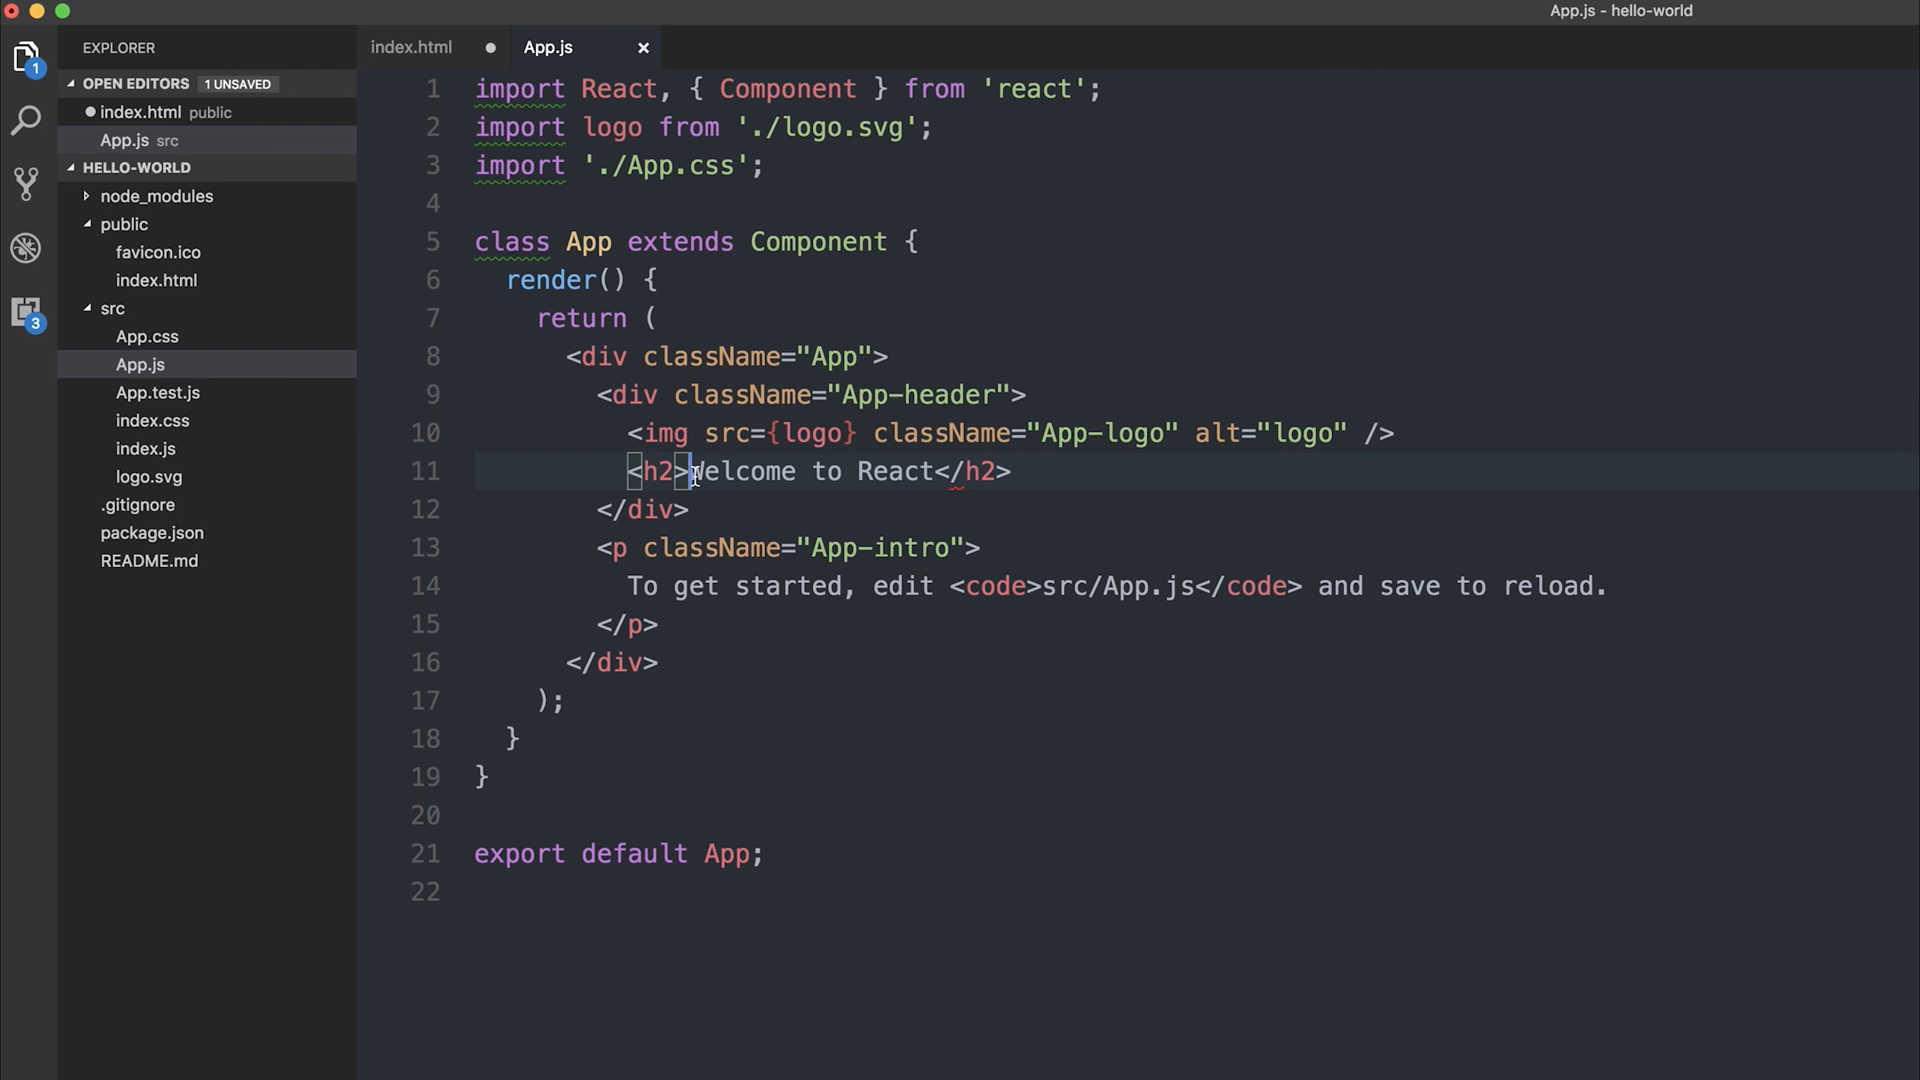 App.js - hello-world
EXPLORER
OPEN EDITORS 1 UNSAVED
index.html public
App.js src
HELLO-WORLD
node_modules
public
favicon.ico
index.html
src
App.css
App.js
App.test.js
index.css
index.js
logo.svg
.gitignore
package.json
README.md
1
3
index.html
App.js
1 import React, { Component } from 'react';
2 import logo from './logo.svg';
3 import './App.css';
4
5 class App extends Component {
6 render() {
7 return (
8 <div className="App">
9 <div className="App-header">
10 <img src={logo} className="App-logo" alt="logo" />
11 <h2>Welcome to React</h2>
12 </div>
13 <p className="App-intro">
14 To get started, edit <code>src/App.js</code> and save to reload.
15 </p>
16 </div>
17 );
18 }
19 }
20
21 export default App;
22